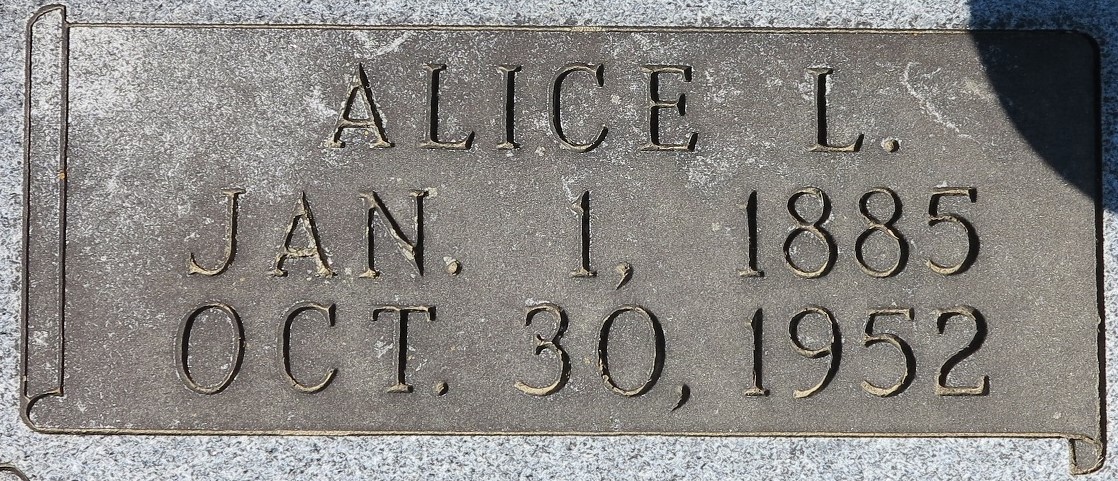 ALICE L.
JAN. 1, 1885
OCT. 30, 1952